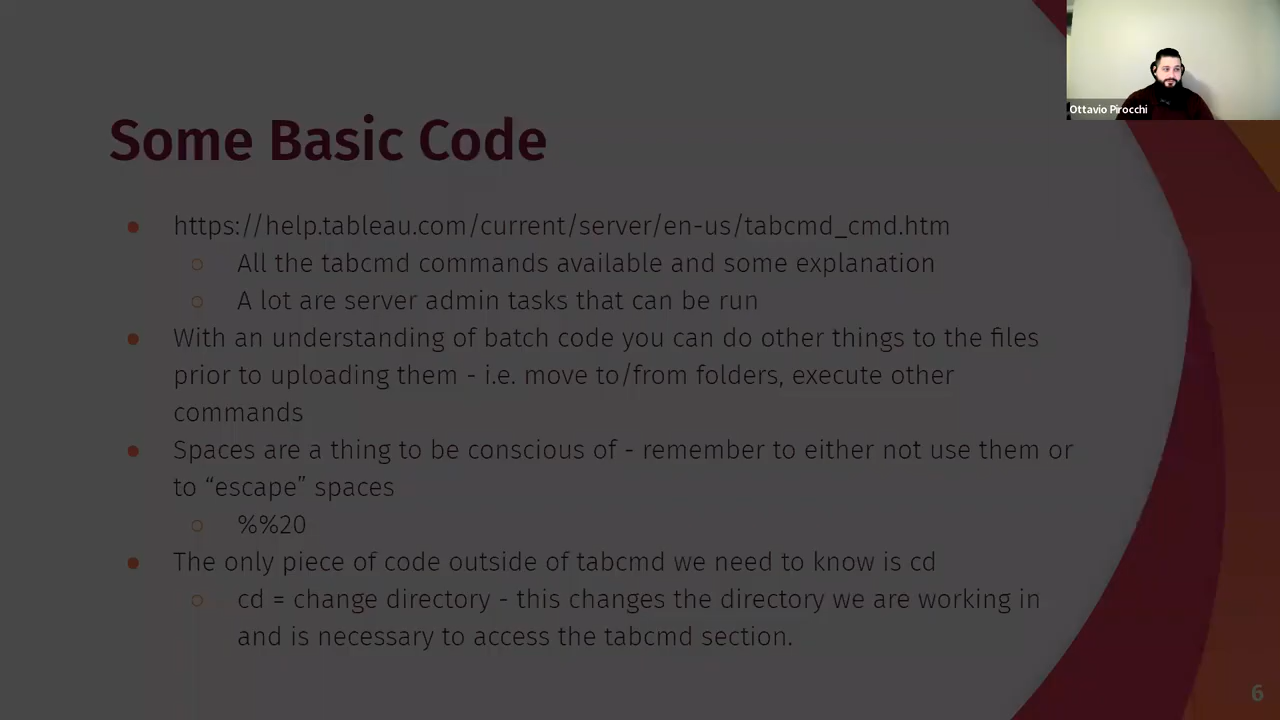 Ottavio Pirocchi
Some Basic Code
https://help.tableau.com/current/server/en-us/tabcmd_cmd.htm
All the tabcmd commands available and some explanation
A lot are server admin tasks that can be run
With an understanding of batch code you can do other things to the files
prior to uploading them - i.e. move to/from folders, execute other
commands
Spaces are a thing to be conscious of - remember to either not use them or
to “escape” spaces
%%20
The only piece of code outside of tabcmd we need to know is cd
cd = change directory - this changes the directory we are working in
and is necessary to access the tabcmd section.
6